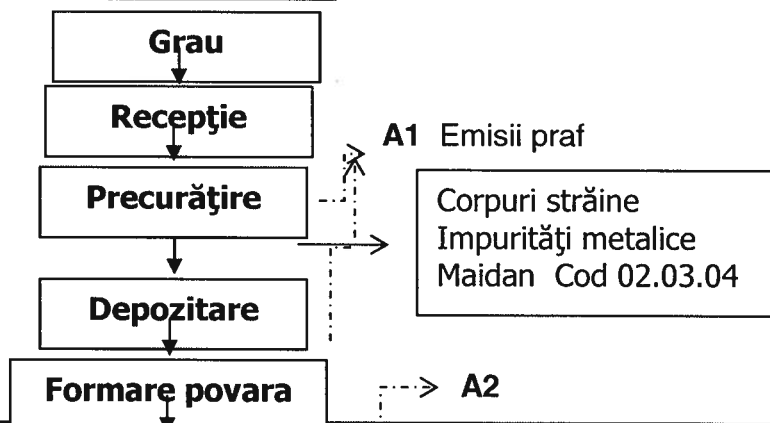 Grau
Recepţie
A1 Emisii praf
Precurăţire
Corpuri străine
Impurităţi metalice
Maidan Cod 02.03.04
Depozitare
Formare povara
A2